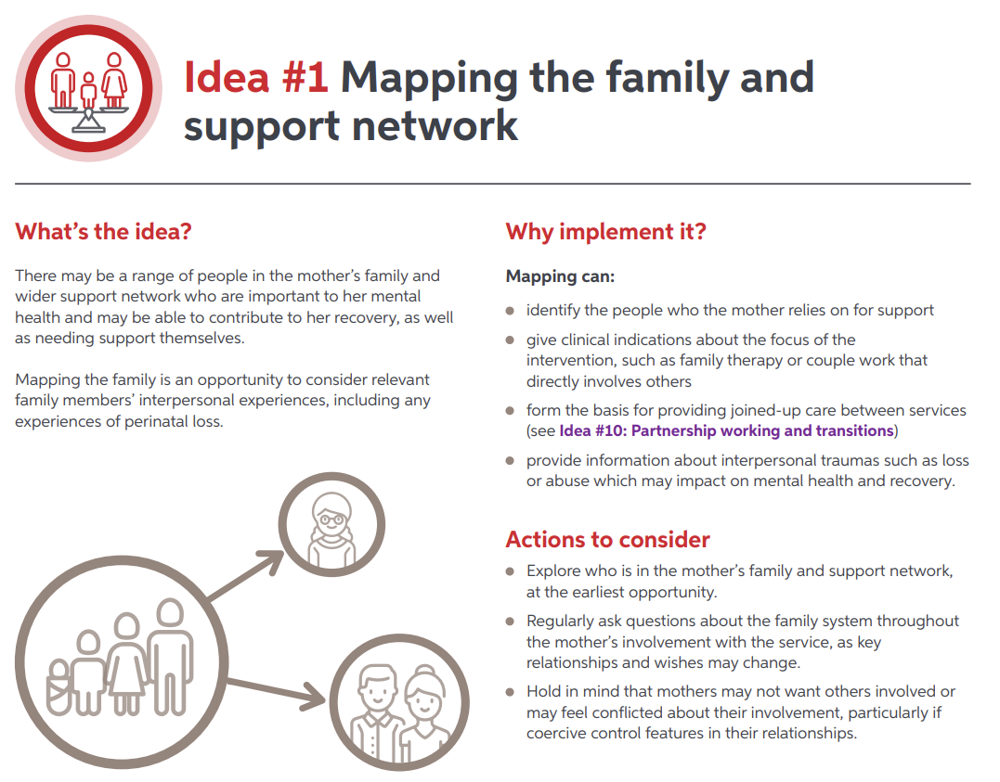 Idea #1 Mapping the family and
support network
What’s the idea?
There may be a range of people in the mother’s family and
wider support network who are important to her mental
health and may be able to contribute to her recovery, as well
as needing support themselves.
Mapping the family is an opportunity to consider relevant
family members’ interpersonal experiences, including any
experiences of perinatal loss.
Why implement it?
Mapping can:
identify the people who the mother relies on for support
give clinical indications about the focus of the
intervention, such as family therapy or couple work that
directly involves others
form the basis for providing joined-up care between services
(see Idea #10: Partnership working and transitions)
provide information about interpersonal traumas such as loss
or abuse which may impact on mental health and recovery.
Actions to consider
Explore who is in the mother’s family and support network,
at the earliest opportunity.
Regularly ask questions about the family system throughout
the mother’s involvement with the service, as key
relationships and wishes may change.
Hold in mind that mothers may not want others involved or
may feel conflicted about their involvement, particularly if
coercive control features in their relationships.